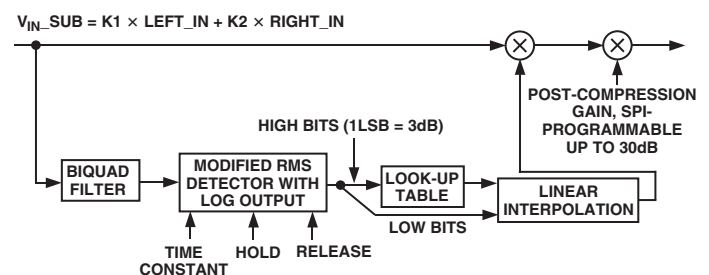 VIN_SUB = K1 × LEFT_IN + K2 × RIGHT_IN
×
×
POST-COMPRESSION
GAIN, SPI-
PROGRAMMABLE
UP TO 30dB
HIGH BITS (1LSB = 3dB)
BIQUAD
FILTER
MODIFIED RMS
DETECTOR WITH
LOG OUTPUT
LOOK-UP
TABLE
LINEAR
INTERPOLATION
LOW BITS
TIME
CONSTANT
HOLD
RELEASE